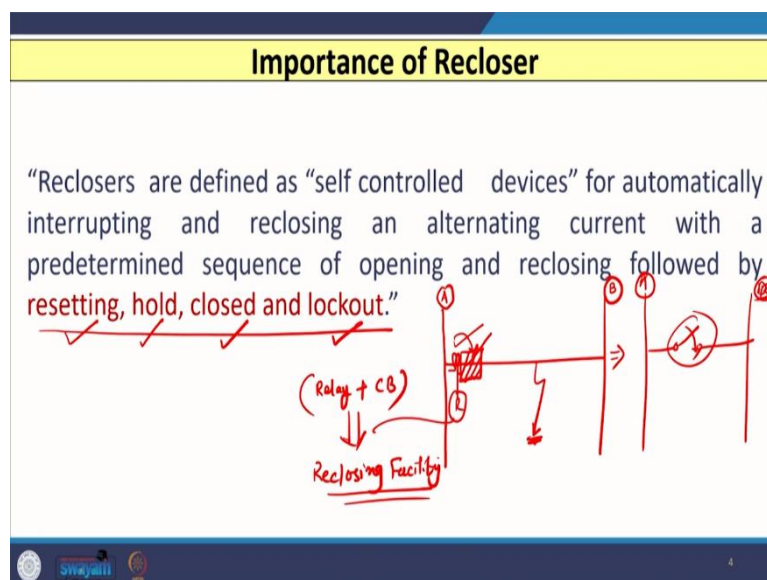 Importance of Recloser
“Reclosers are defined as “self controlled devices” for automatically
interrupting and reclosing an alternating current with a
predetermined sequence of opening and reclosing followed by
resetting, hold, closed and lockout.”
A
B
(Relay + CB)
R
Reclosing Facility
swayam
4